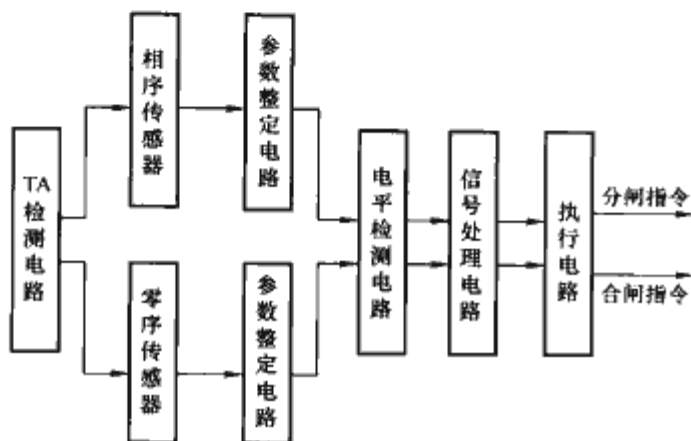 TA检测电路
相序传感器
参数整定电路
零序传感器
参数整定电路
电平检测电路
信号处理电路
执行电路
分闸指令
合闸指令